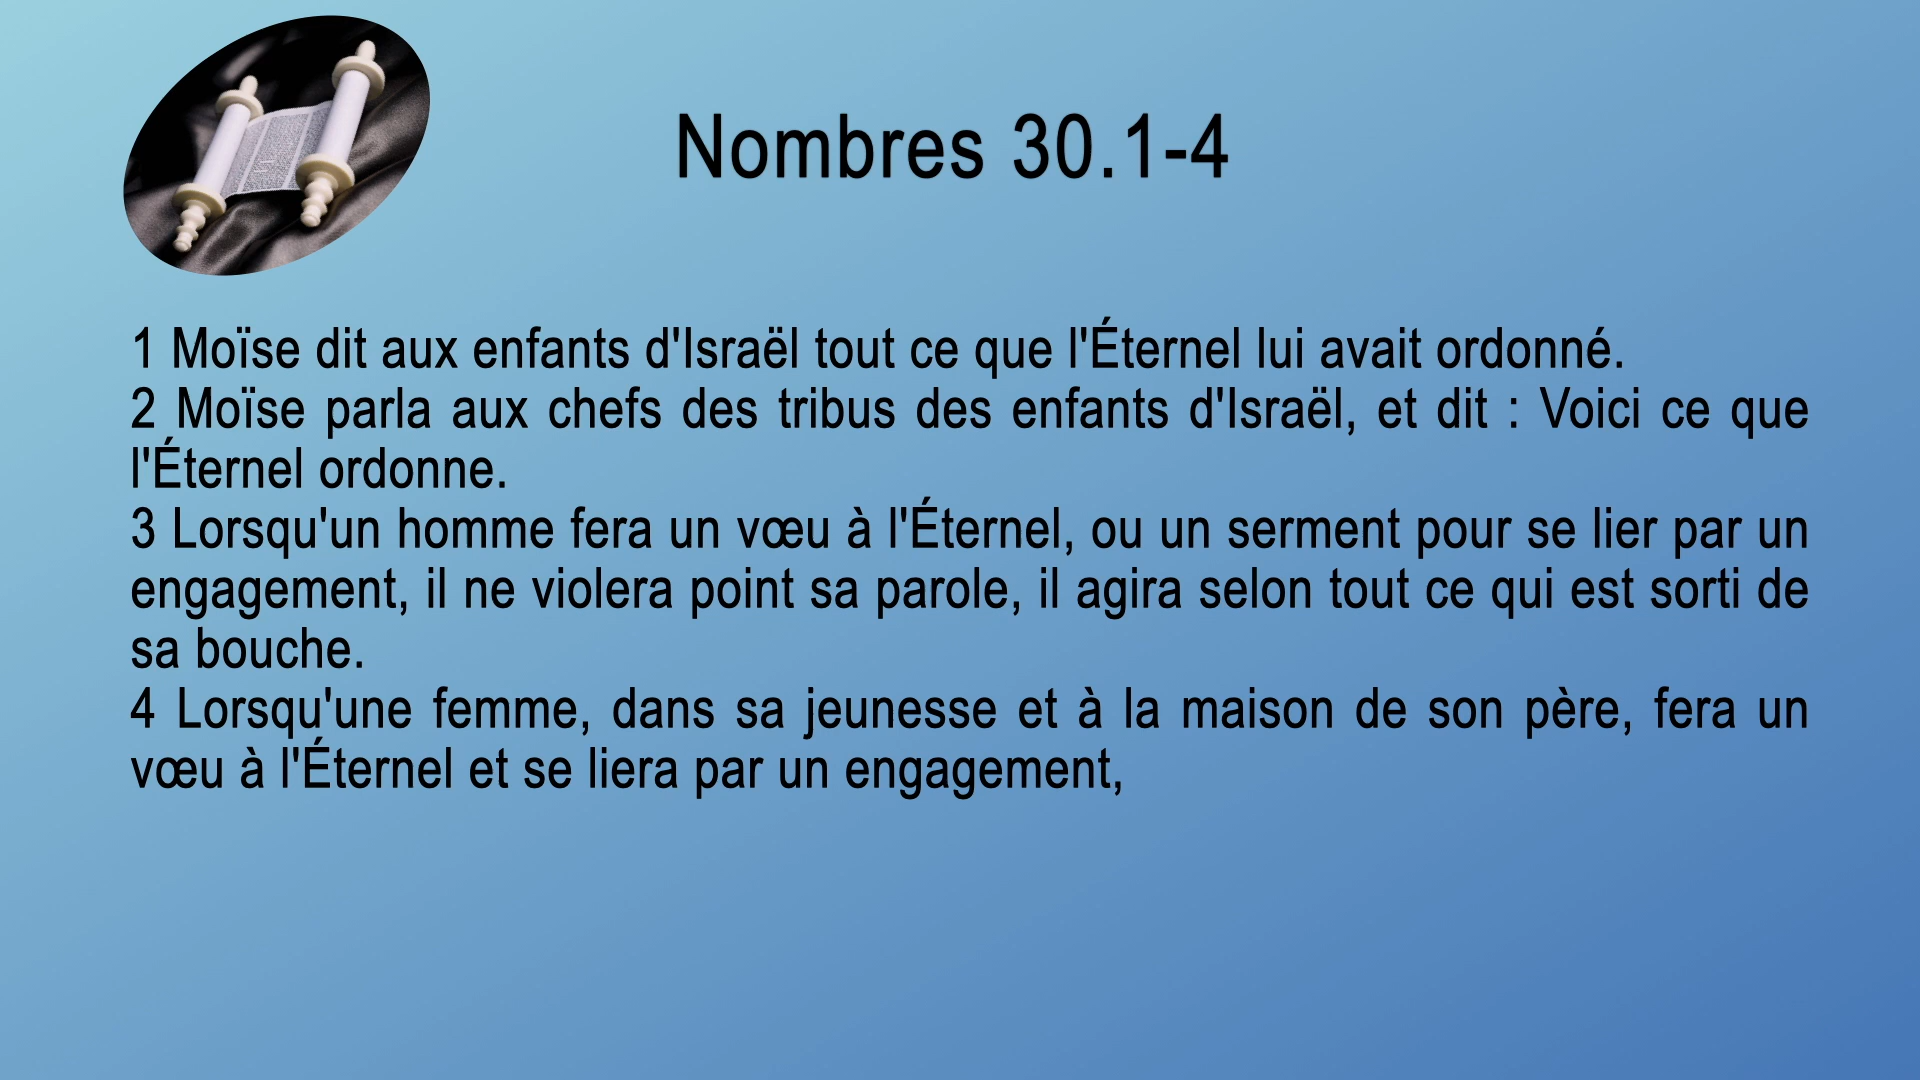 Nombres 30.1-4
1 Moïse dit aux enfants d'Israël tout ce que l'Éternel lui avait ordonné.
2 Moïse parla aux chefs des tribus des enfants d'Israël, et dit : Voici ce que
l'Éternel ordonne.
3 Lorsqu'un homme fera un vœu à l'Éternel, ou un serment pour se lier par un
engagement, il ne violera point sa parole, il agira selon tout ce qui est sorti de
sa bouche.
4 Lorsqu'une femme, dans sa jeunesse et à la maison de son père, fera un
vœu à l'Éternel et se liera par un engagement,